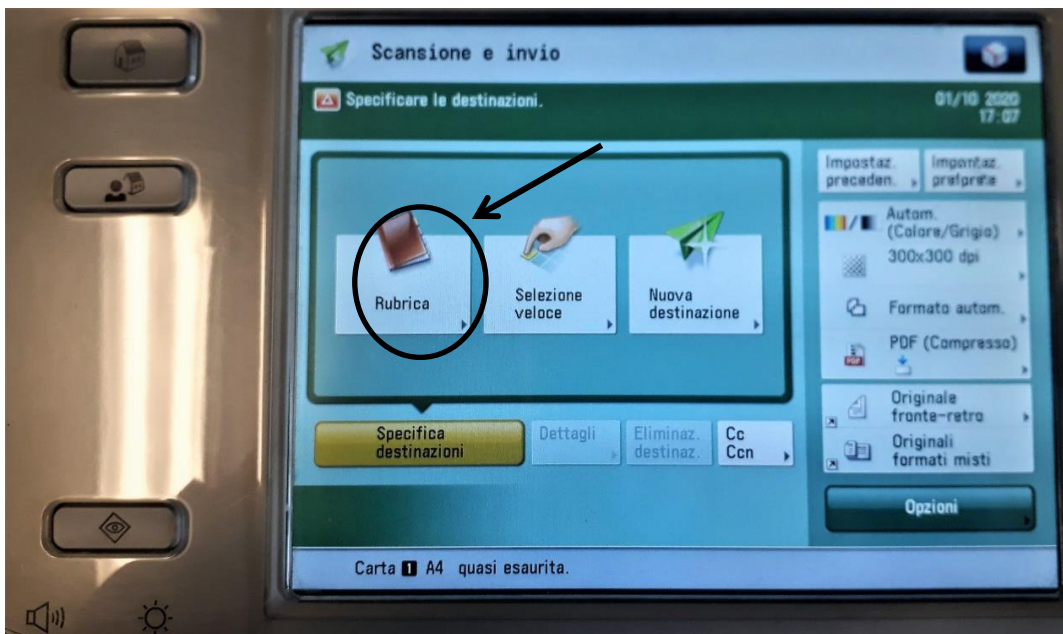 Scansione e invio
Specificare le destinazioni.
01/10 2020
17:07
Impostaz.
preceden.
Impostaz.
preferite
Rubrica
Selezione
veloce
Nuova
destinazione
Autom.
(Colore/Grigio)
300x300 dpi
Formato autom.
PDF (Compresso)
PDF
Originale
fronte-retro
Originali
formati misti
Specifica
destinazioni
Dettagli
Eliminaz.
destinaz.
Cc
Ccn
Opzioni
Carta 1 A4 quasi esaurita.